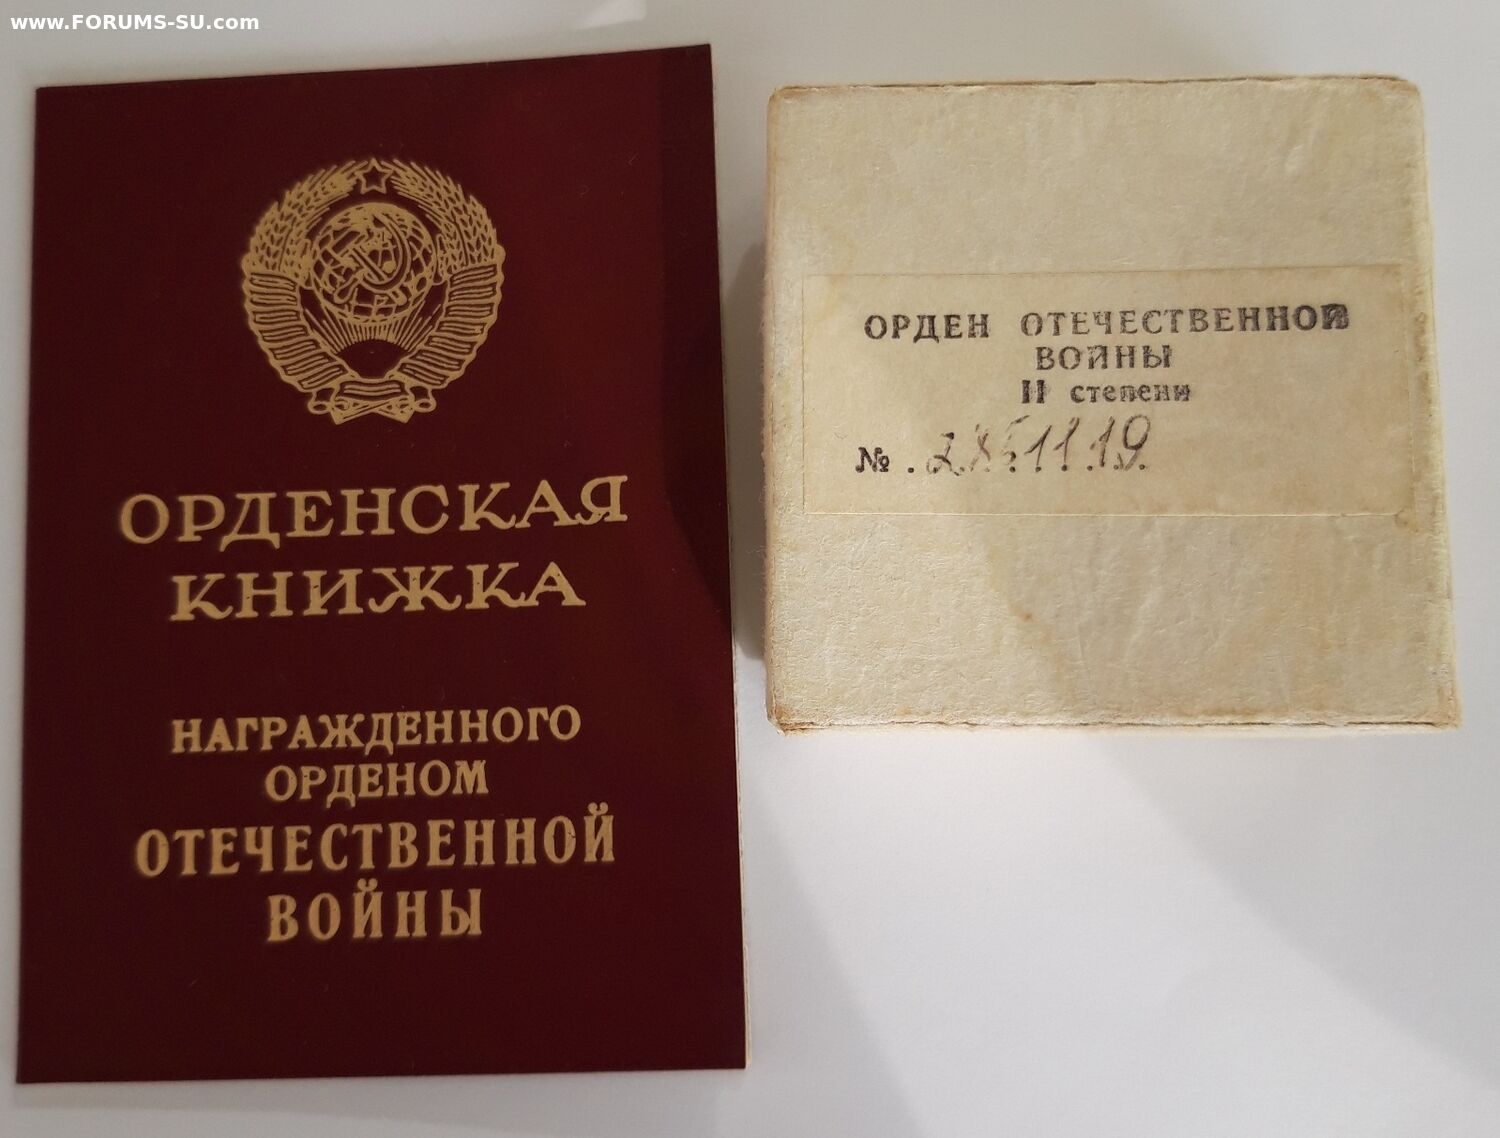 www.FORUMS-SU.com
ОРДЕНСКАЯ
КНИЖКА
НАГРАЖДЕННОГО
ОРДЕНОМ
ОТЕЧЕСТВЕННОЙ
ВОЙНЫ
ОРДЕН ОТЕЧЕСТВЕННОЙ
ВОЙНЫ
II степени
№